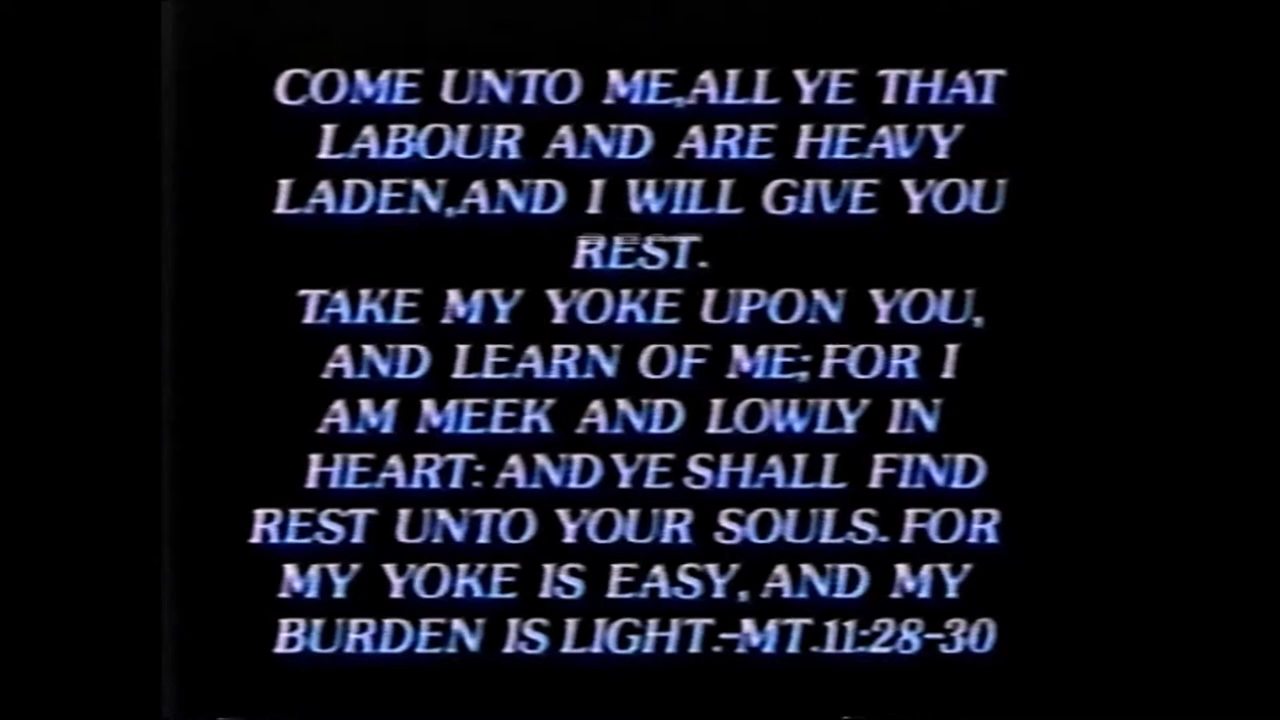 COME UNTO ME,ALL YE THAT
LABOUR AND ARE HEAVY
LADEN,AND I WILL GIVE YOU
REST.
TAKE MY YOKE UPON YOU,
AND LEARN OF ME; FOR I
AM MEEK AND LOWLY IN
HEART: AND YE SHALL FIND
REST UNTO YOUR SOULS. FOR
MY YOKE IS EASY, AND MY
BURDEN IS LIGHT.-MT.11:28-30